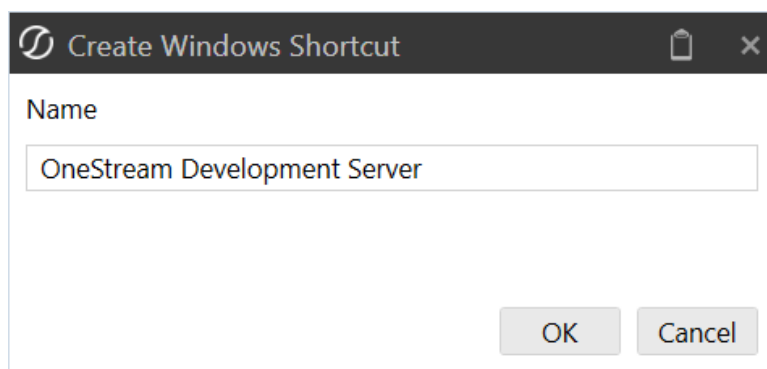 Create Windows Shortcut
Name
OneStream Development Server
OK Cancel